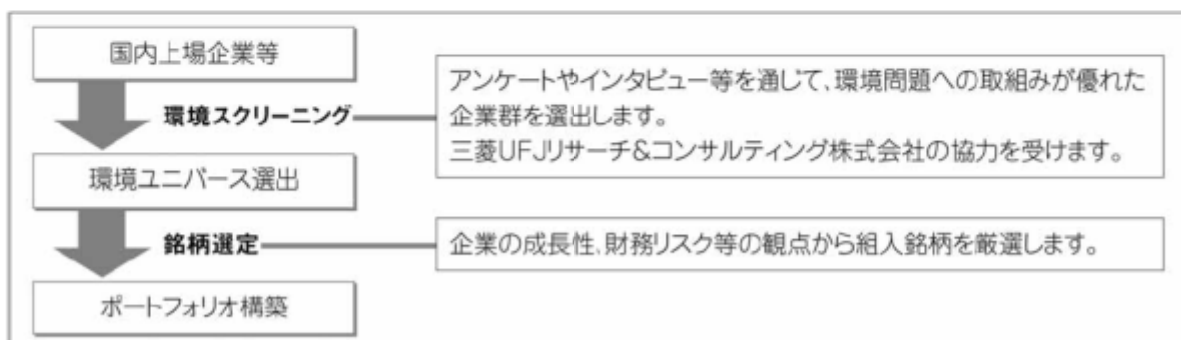 国内上場企業等
環境スクリーニング
アンケートやインタビュー等を通じて、環境問題への取組みが優れた
企業群を選出します。
三菱UFJリサーチ&コンサルティング株式会社の協力を受けます。
環境ユニバース選出
銘柄選定
企業の成長性、財務リスク等の観点から組入銘柄を厳選します。
ポートフォリオ構築